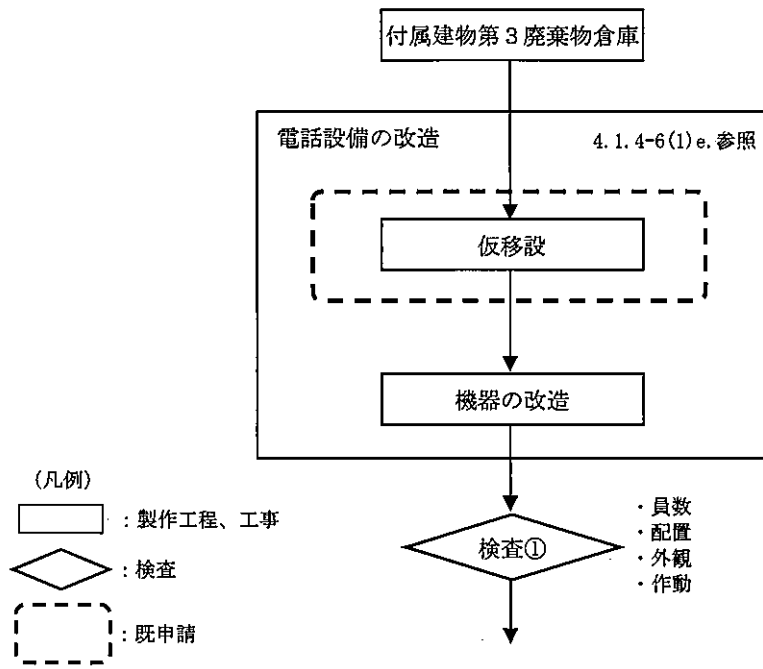 付属建物第3廃棄物倉庫
電話設備の改造
4.1.4-6(1)e.参照
仮移設
機器の改造
検査①
・員数
・配置
・外観
・作動
(凡例)
：製作工程、工事
：検査
：既申請